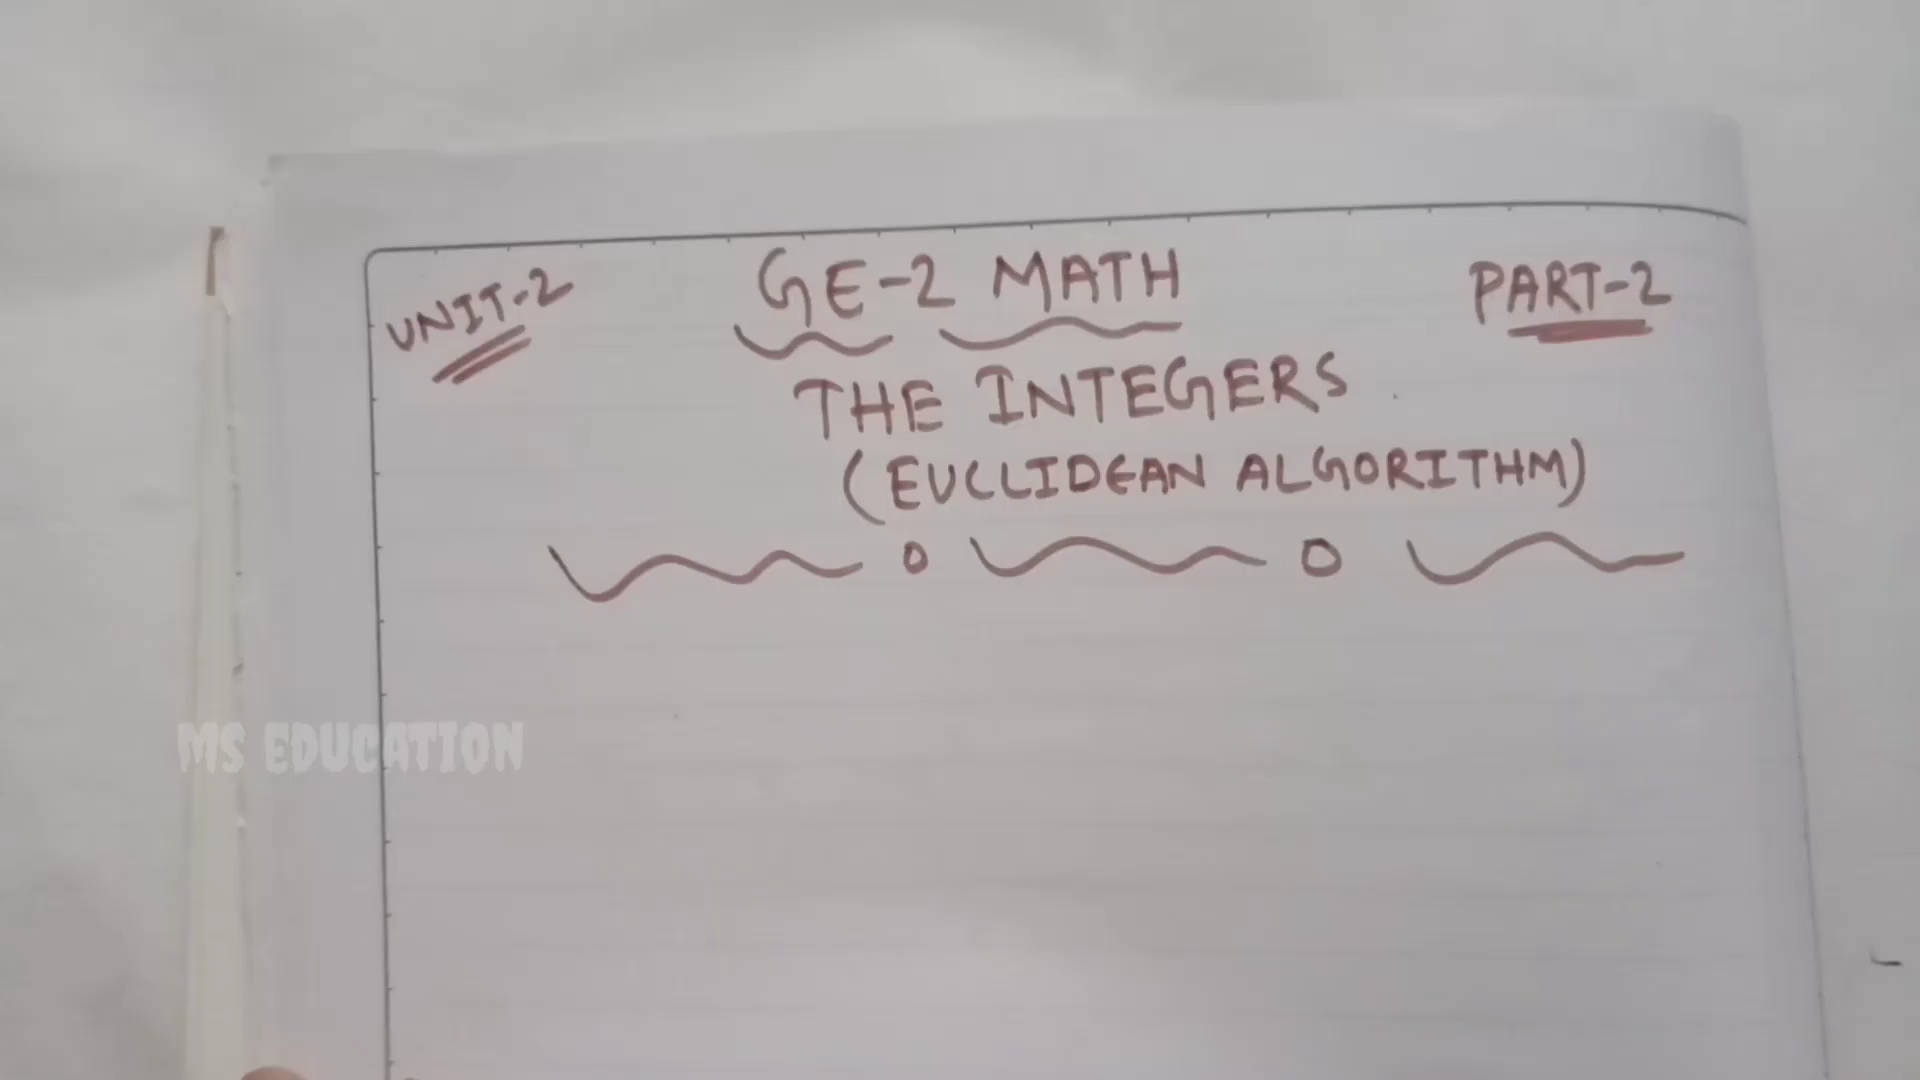 UNIT-2 GE-2 MATH PART-2
THE INTEGERS
(EUCLIDEAN ALGORITHM)
MS EDUCATION